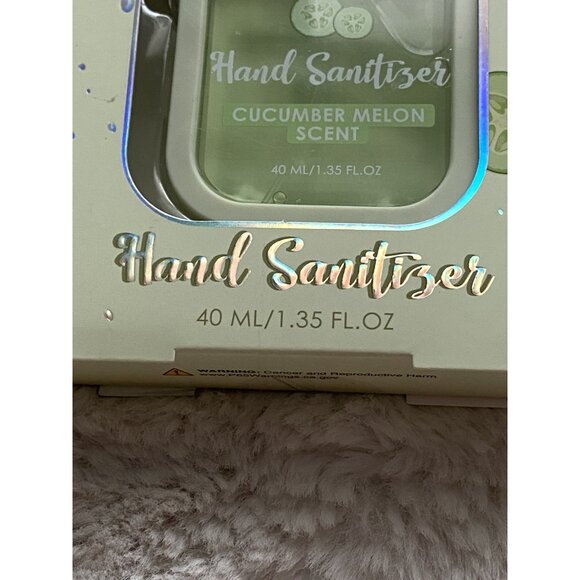 Hand Sanitizer
CUCUMBER MELON
SCENT
40 ML/1.35 FL.OZ
Hand Sanitizer
40 ML/1.35 FL.OZ
WARNING: Cancer and Reproductive Harm
www.P65Warnings.ca.gov